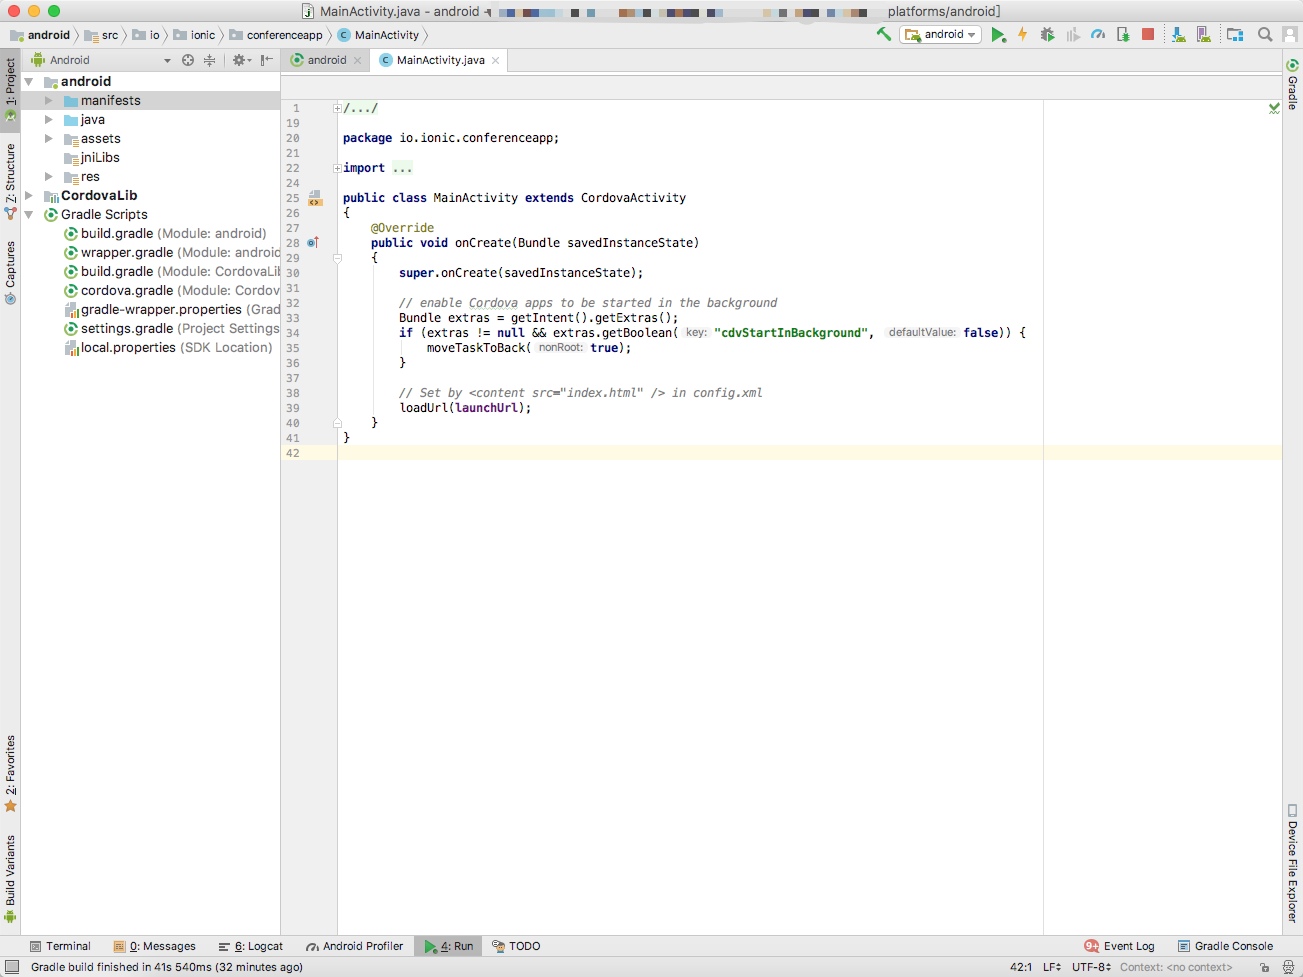 MainActivity.java - android -
platforms/android]
android
src
io
ionic
conferenceapp
MainActivity
android
1: Project
Z: Structure
Captures
2: Favorites
Build Variants
Android
android
manifests
java
assets
jniLibs
res
CordovaLib
Gradle Scripts
build.gradle (Module: android)
wrapper.gradle (Module: android
build.gradle (Module: CordovaLi
cordova.gradle (Module: Cordov
gradle-wrapper.properties (Grad
settings.gradle (Project Settings
local.properties (SDK Location)
android
MainActivity.java
1 /.../
19
20 package io.ionic.conferenceapp;
21
22 import ...
24
25 public class MainActivity extends CordovaActivity
26 {
27 @Override
28 public void onCreate(Bundle savedInstanceState)
29 {
30 super.onCreate(savedInstanceState);
31
32 // enable Cordova apps to be started in the background
33 Bundle extras = getIntent().getExtras();
34 if (extras != null && extras.getBoolean( key: "cdvStartInBackground", defaultValue: false)) {
35 moveTaskToBack( nonRoot: true);
36 }
37
38 // Set by <content src="index.html" /> in config.xml
39 loadUrl(launchUrl);
40 }
41 }
42
Gradle
Device File Explorer
Terminal
0: Messages
6: Logcat
Android Profiler
4: Run
TODO
9+ Event Log
Gradle Console
Gradle build finished in 41s 540ms (32 minutes ago)
42:1
LF
UTF-8
Context: <no context>